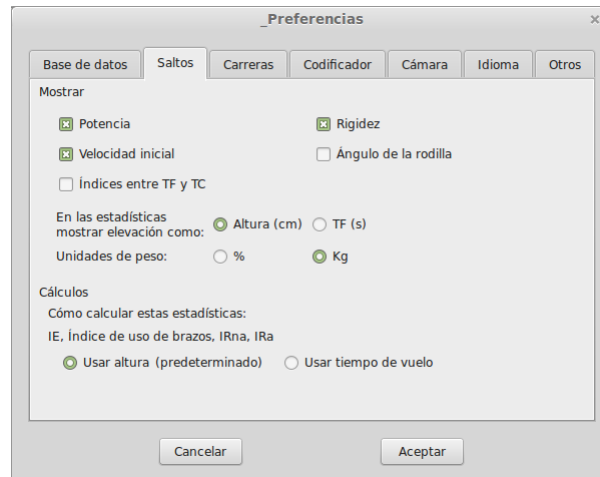 _Preferencias
Base de datos Saltos Carreras Codificador Cámara Idioma Otros
Mostrar
Potencia Rigidez
Velocidad inicial Ángulo de la rodilla
Índices entre TF y TC
En las estadísticas
mostrar elevación como: Altura (cm) TF (s)
Unidades de peso: % Kg
Cálculos
Cómo calcular estas estadísticas:
IE, Índice de uso de brazos, IRna, IRa
Usar altura (predeterminado) Usar tiempo de vuelo
Cancelar Aceptar